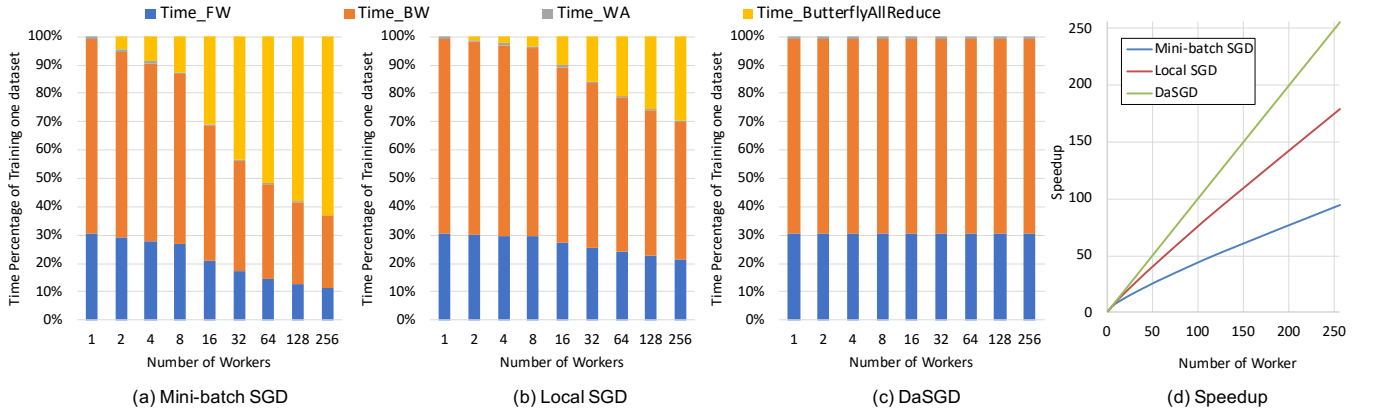 Time_FW Time_BW Time_WA Time_ButterflyAllReduce
Time Percentage of Training one dataset
100%
90%
80%
70%
60%
50%
40%
30%
20%
10%
0%
1 2 4 8 16 32 64 128 256
Number of Workers
(a) Mini-batch SGD
Time Percentage of Training one dataset
100%
90%
80%
70%
60%
50%
40%
30%
20%
10%
0%
1 2 4 8 16 32 64 128 256
Number of Workers
(b) Local SGD
Time Percentage of Training one dataset
100%
90%
80%
70%
60%
50%
40%
30%
20%
10%
0%
1 2 4 8 16 32 64 128 256
Number of Workers
(c) DaSGD
Speedup
250
200
150
100
50
0
Mini-batch SGD
Local SGD
DaSGD
0 50 100 150 200 250
Number of Worker
(d) Speedup